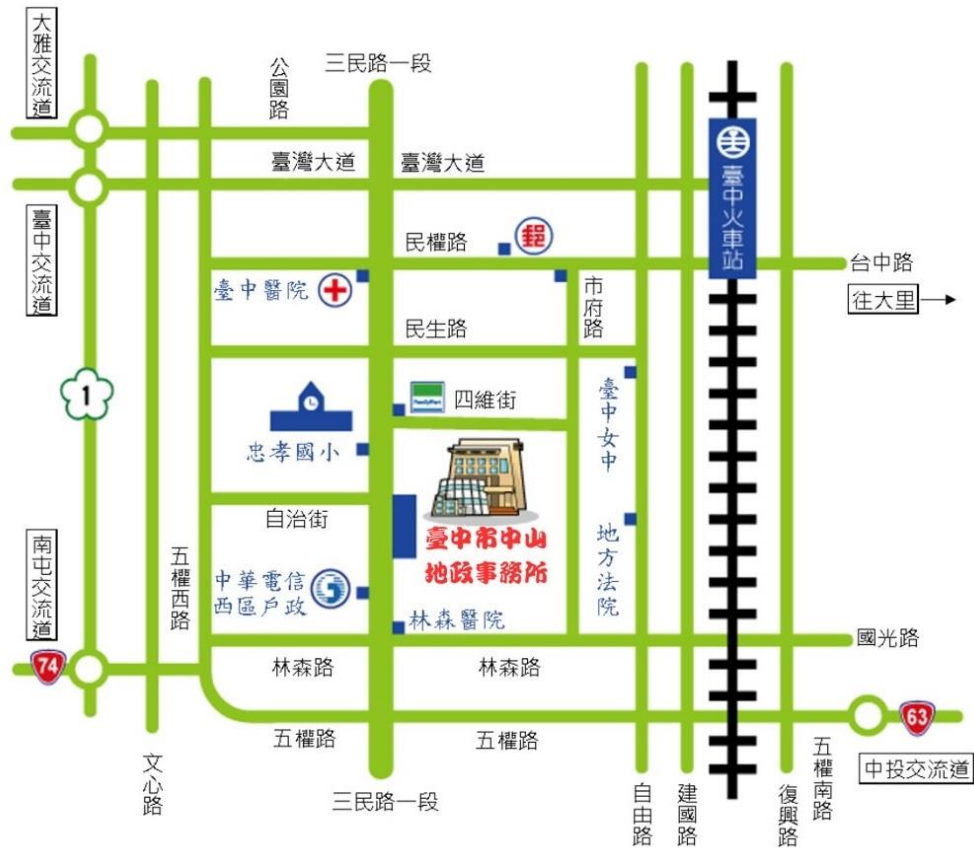 大雅交流道
公園路
三民路一段
臺灣大道
臺灣大道
臺中火車站
臺中交流道
民權路
郵
台中路
臺中醫院
市府路
往大里
民生路
1
FamilyMart
四維街
臺中女中
忠孝國小
自治街
臺中市中山
地政事務所
地方法院
南屯交流道
五權西路
中華電信
西區戶政
林森醫院
國光路
74
林森路
林森路
63
五權路
五權路
中投交流道
文心路
三民路一段
自由路
建國路
復興路
五權南路